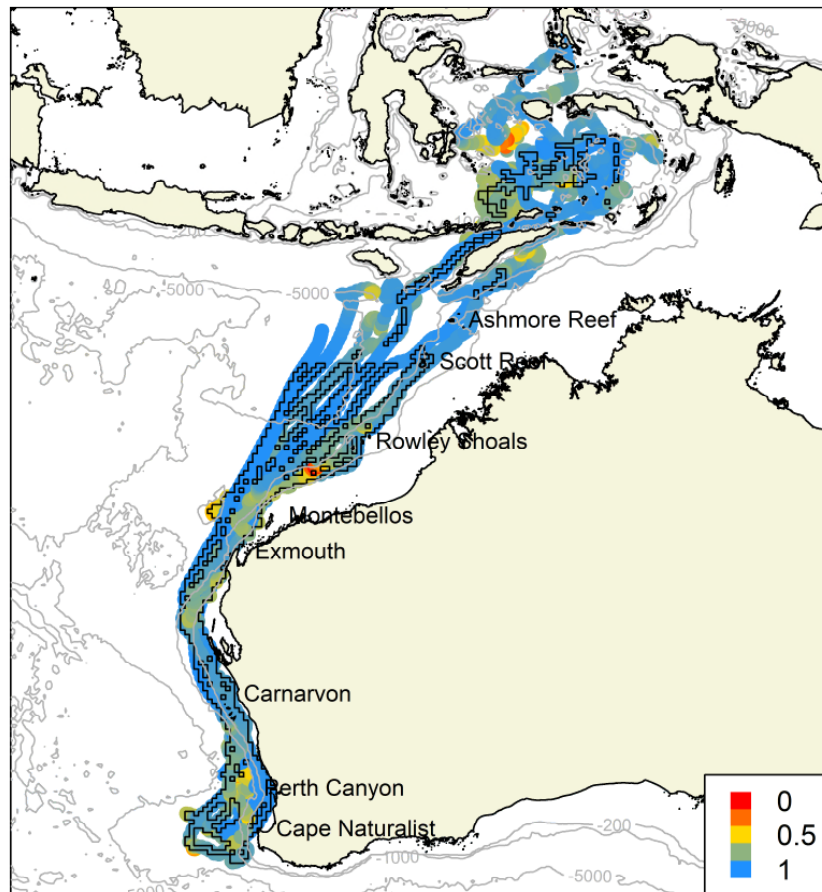 -5000
-5000
-5000
Ashmore Reef
Scott Reef
Rowley Shoals
Montebellos
Exmouth
Carnarvon
Perth Canyon
Cape Naturalist
-200
-1000
-5000
0
0.5
1